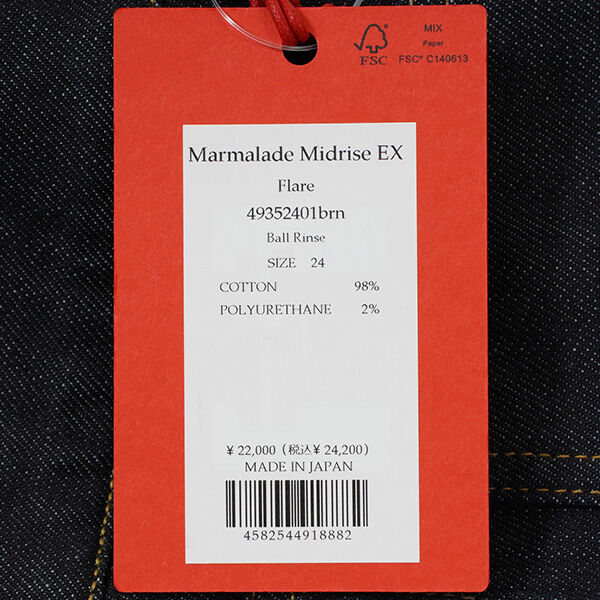 MIX
Paper
FSC
FSC® C140613
Marmalade Midrise EX
Flare
49352401brn
Ball Rinse
SIZE 24
COTTON 98%
POLYURETHANE 2%
¥ 22,000 (税込¥ 24,200)
MADE IN JAPAN
4582544918882